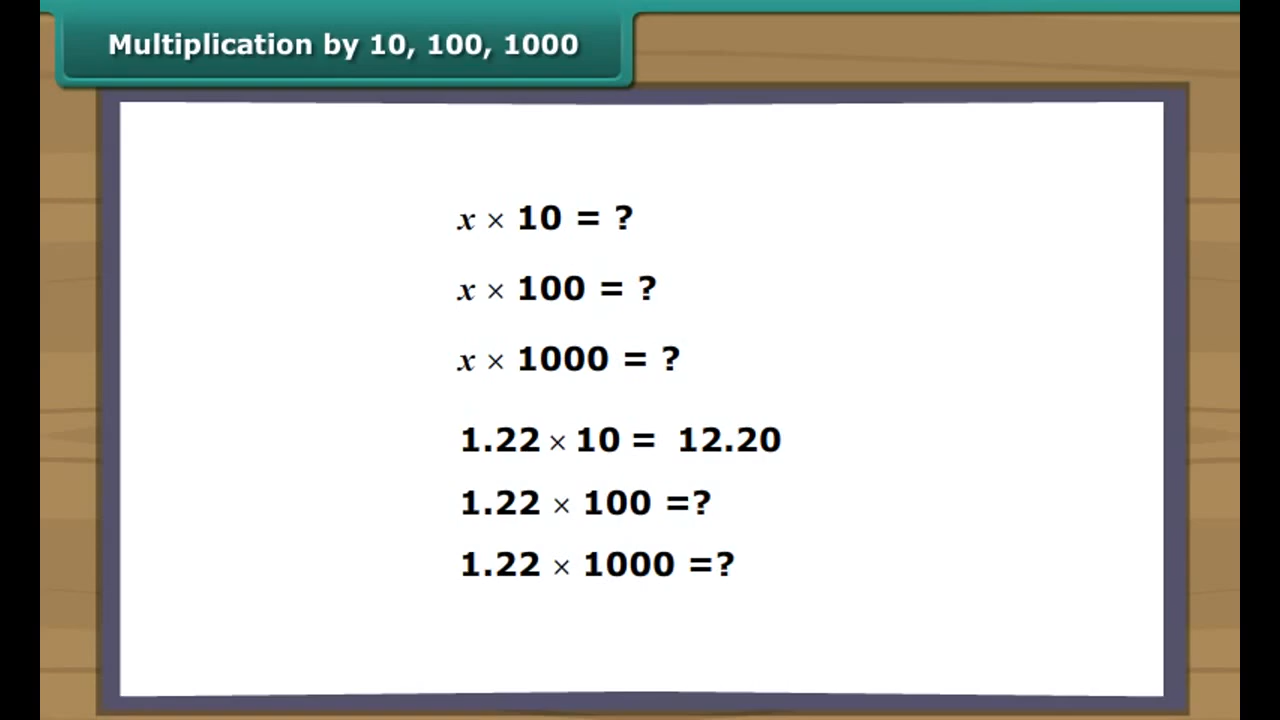 Multiplication by 10, 100, 1000
x × 10 = ?
x × 100 = ?
x × 1000 = ?
1.22 × 10 = 12.20
1.22 × 100 =?
1.22 × 1000 =?